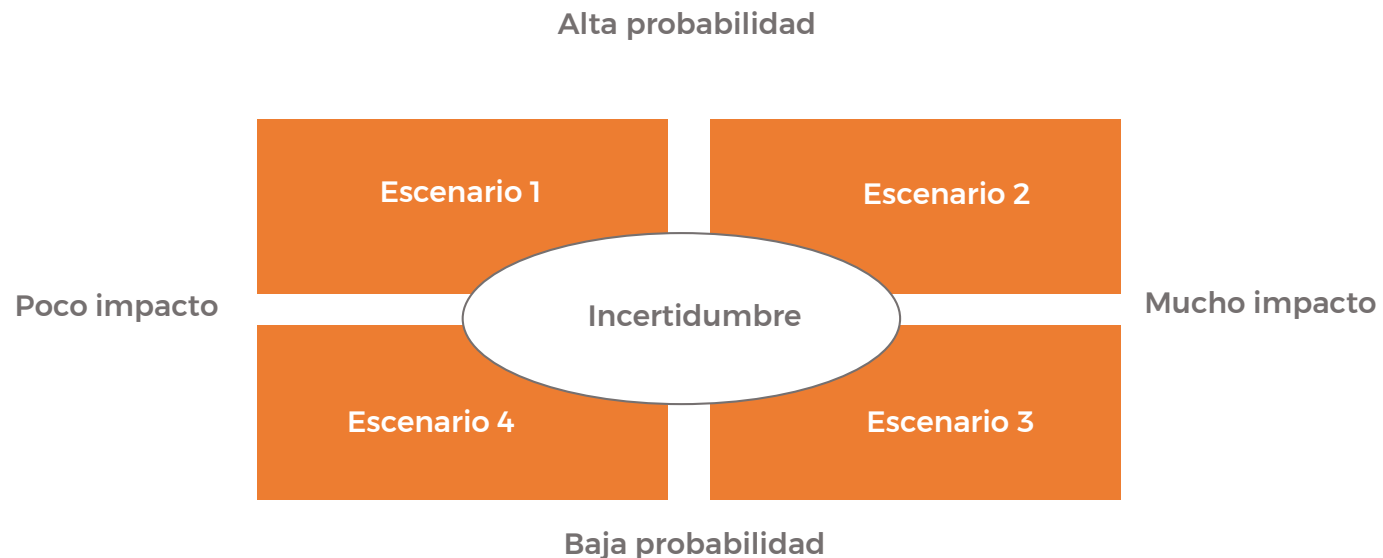 Alta probabilidad
Escenario 1
Escenario 2
Poco impacto
Incertidumbre
Mucho impacto
Escenario 4
Escenario 3
Baja probabilidad